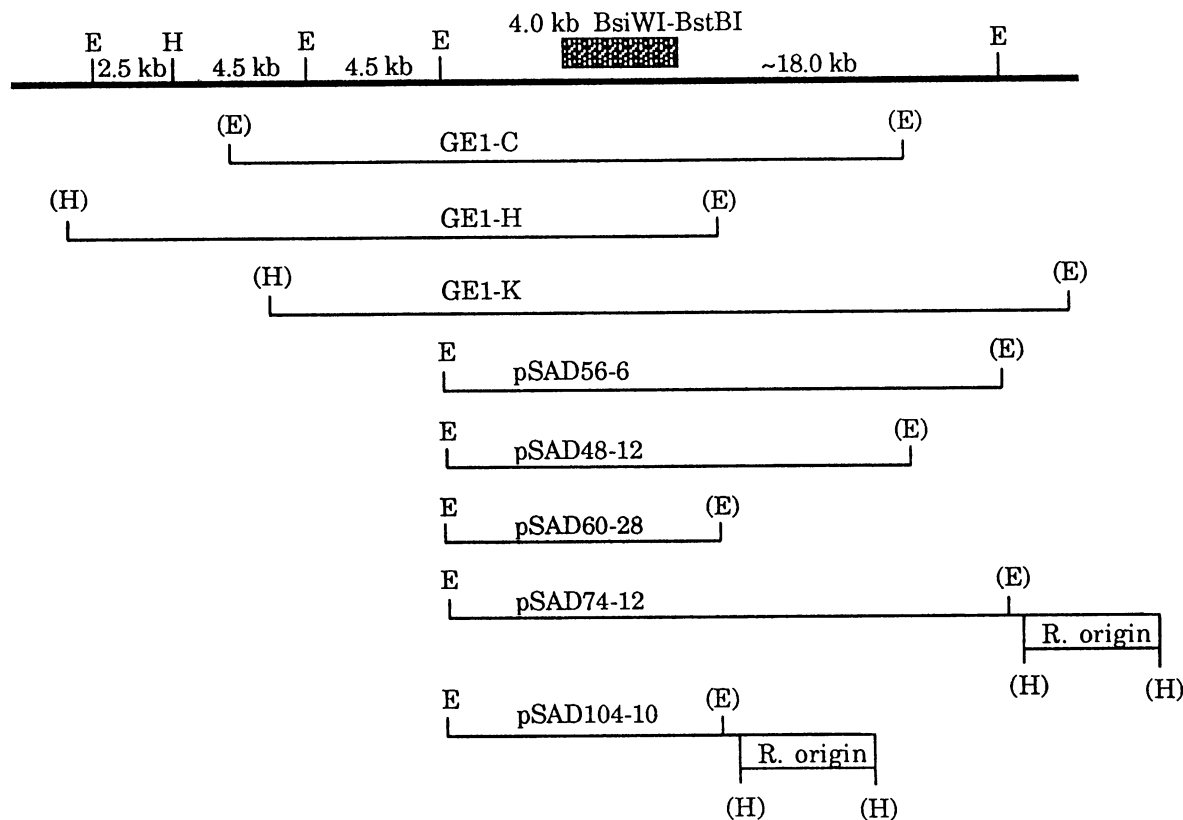 4.0 kb BsiWI-BstBI
E H E E E
2.5 kb 4.5 kb 4.5 kb ~18.0 kb
(E) GE1-C (E)
(H) GE1-H (E)
(H) GE1-K (E)
E pSAD56-6 (E)
E pSAD48-12 (E)
E pSAD60-28 (E)
E pSAD74-12 (E)
R. origin
(H) (H)
E pSAD104-10 (E)
R. origin
(H) (H)